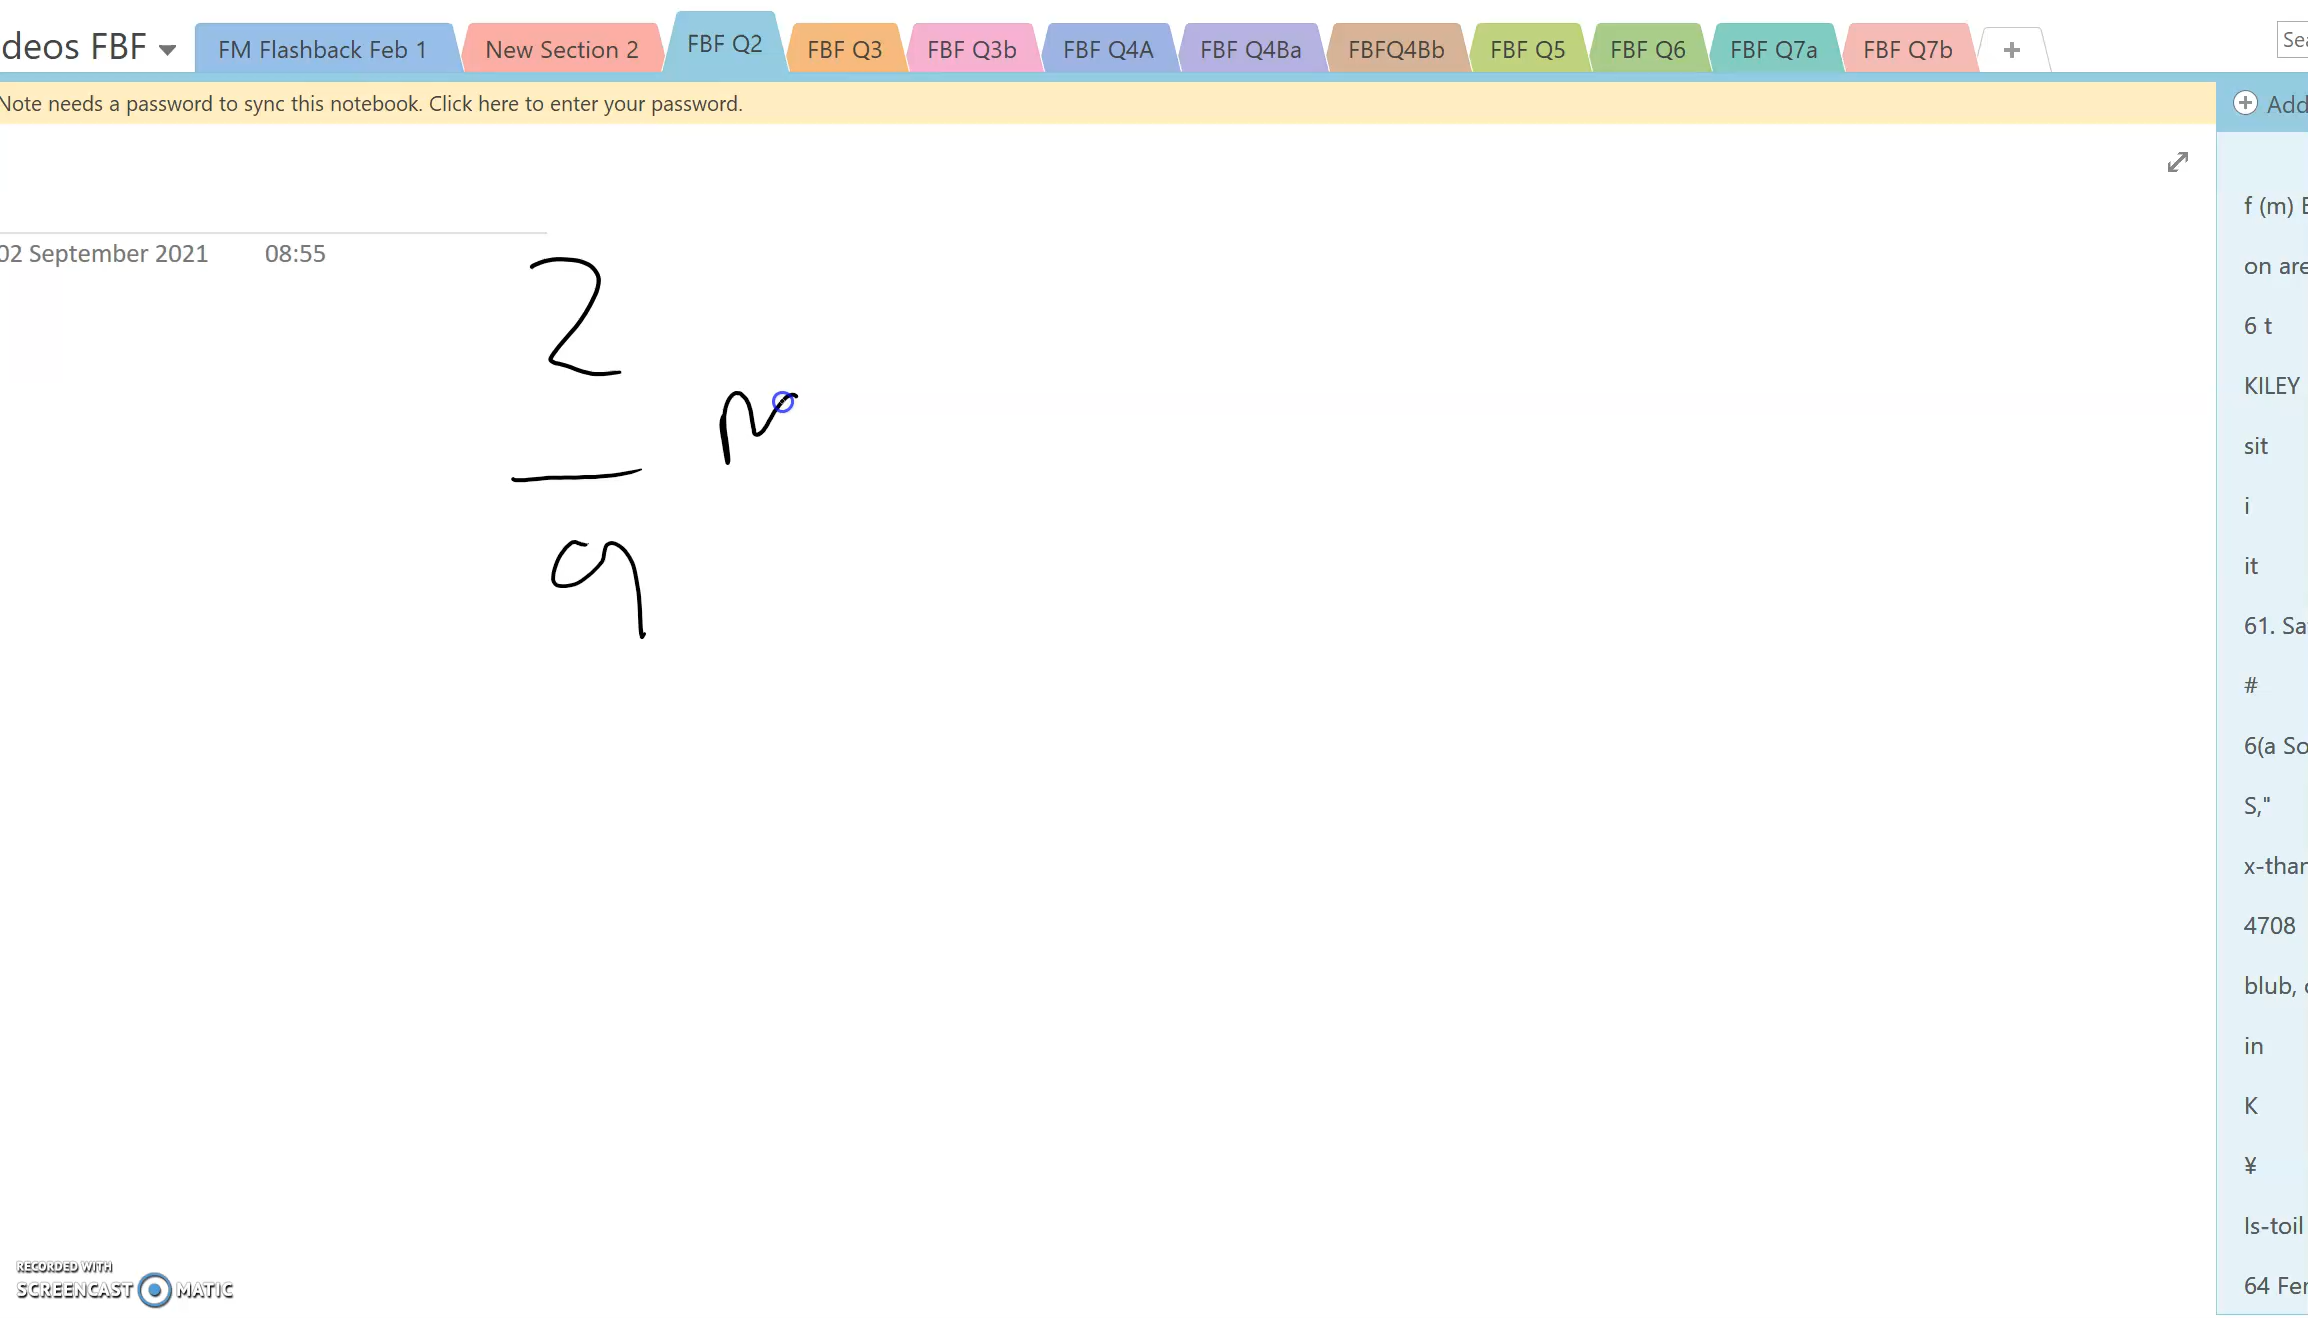 deos FBF
FM Flashback Feb 1
New Section 2
FBF Q2
FBF Q3
FBF Q3b
FBF Q4A
FBF Q4Ba
FBFQ4Bb
FBF Q5
FBF Q6
FBF Q7a
FBF Q7b
+
Sea
Note needs a password to sync this notebook. Click here to enter your password.
Add
02 September 2021 08:55
2
9
f (m) E
on are
6 t
KILEY
sit
i
it
61. Sa
#
6(a So
S,"
x-than
4708
blub,
in
K
¥
Is-toil
64 Fer
RECORDED WITH
SCREENCAST MATIC